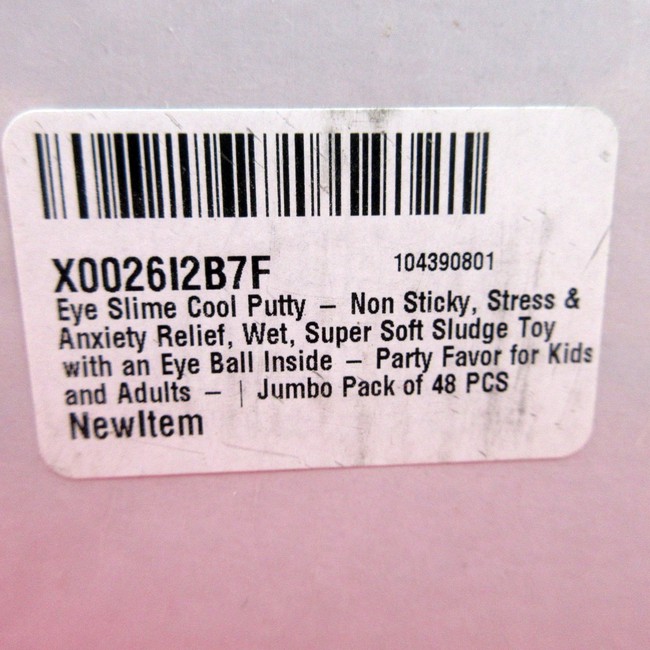 X0026I2B7F 104390801
Eye Slime Cool Putty – Non Sticky, Stress &
Anxiety Relief, Wet, Super Soft Sludge Toy
with an Eye Ball Inside – Party Favor for Kids
and Adults – | Jumbo Pack of 48 PCS
NewItem